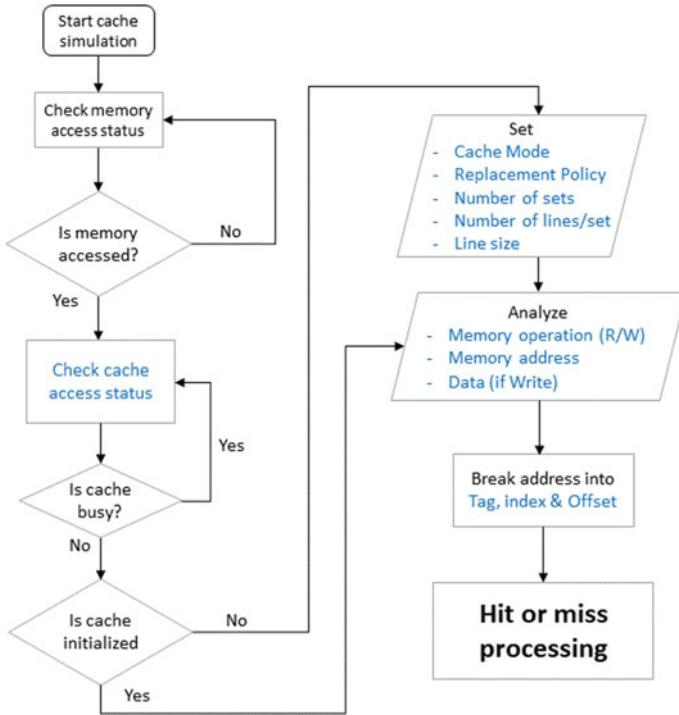 Start cache
simulation
Check memory
access status
Is memory
accessed?
No
Yes
Check cache
access status
Yes
Is cache
busy?
No
Is cache
initialized
No
Yes
Set
- Cache Mode
- Replacement Policy
- Number of sets
- Number of lines/set
- Line size
Analyze
- Memory operation (R/W)
- Memory address
- Data (if Write)
Break address into
Tag, index & Offset
Hit or miss
processing